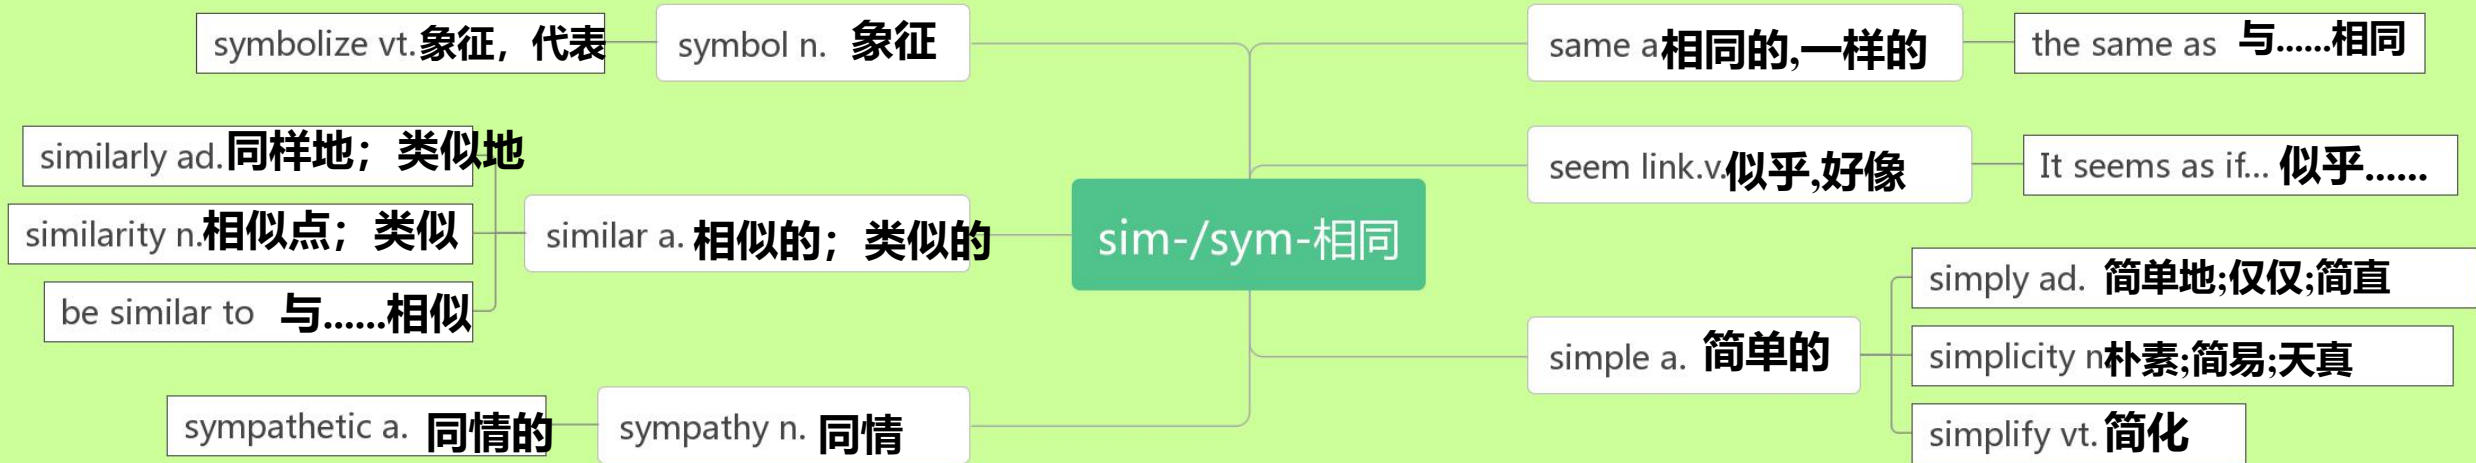 symbolize vt.象征，代表
symbol n. 象征
similarly ad.同样地；类似地
similarity n.相似点；类似
be similar to 与......相似
similar a. 相似的；类似的
sympathetic a. 同情的
sympathy n. 同情
sim-/sym-相同
same a相同的,一样的
the same as 与......相同
seem link.v.似乎,好像
It seems as if... 似乎......
simple a. 简单的
simply ad. 简单地;仅仅;简直
simplicity n朴素;简易;天真
simplify vt.简化